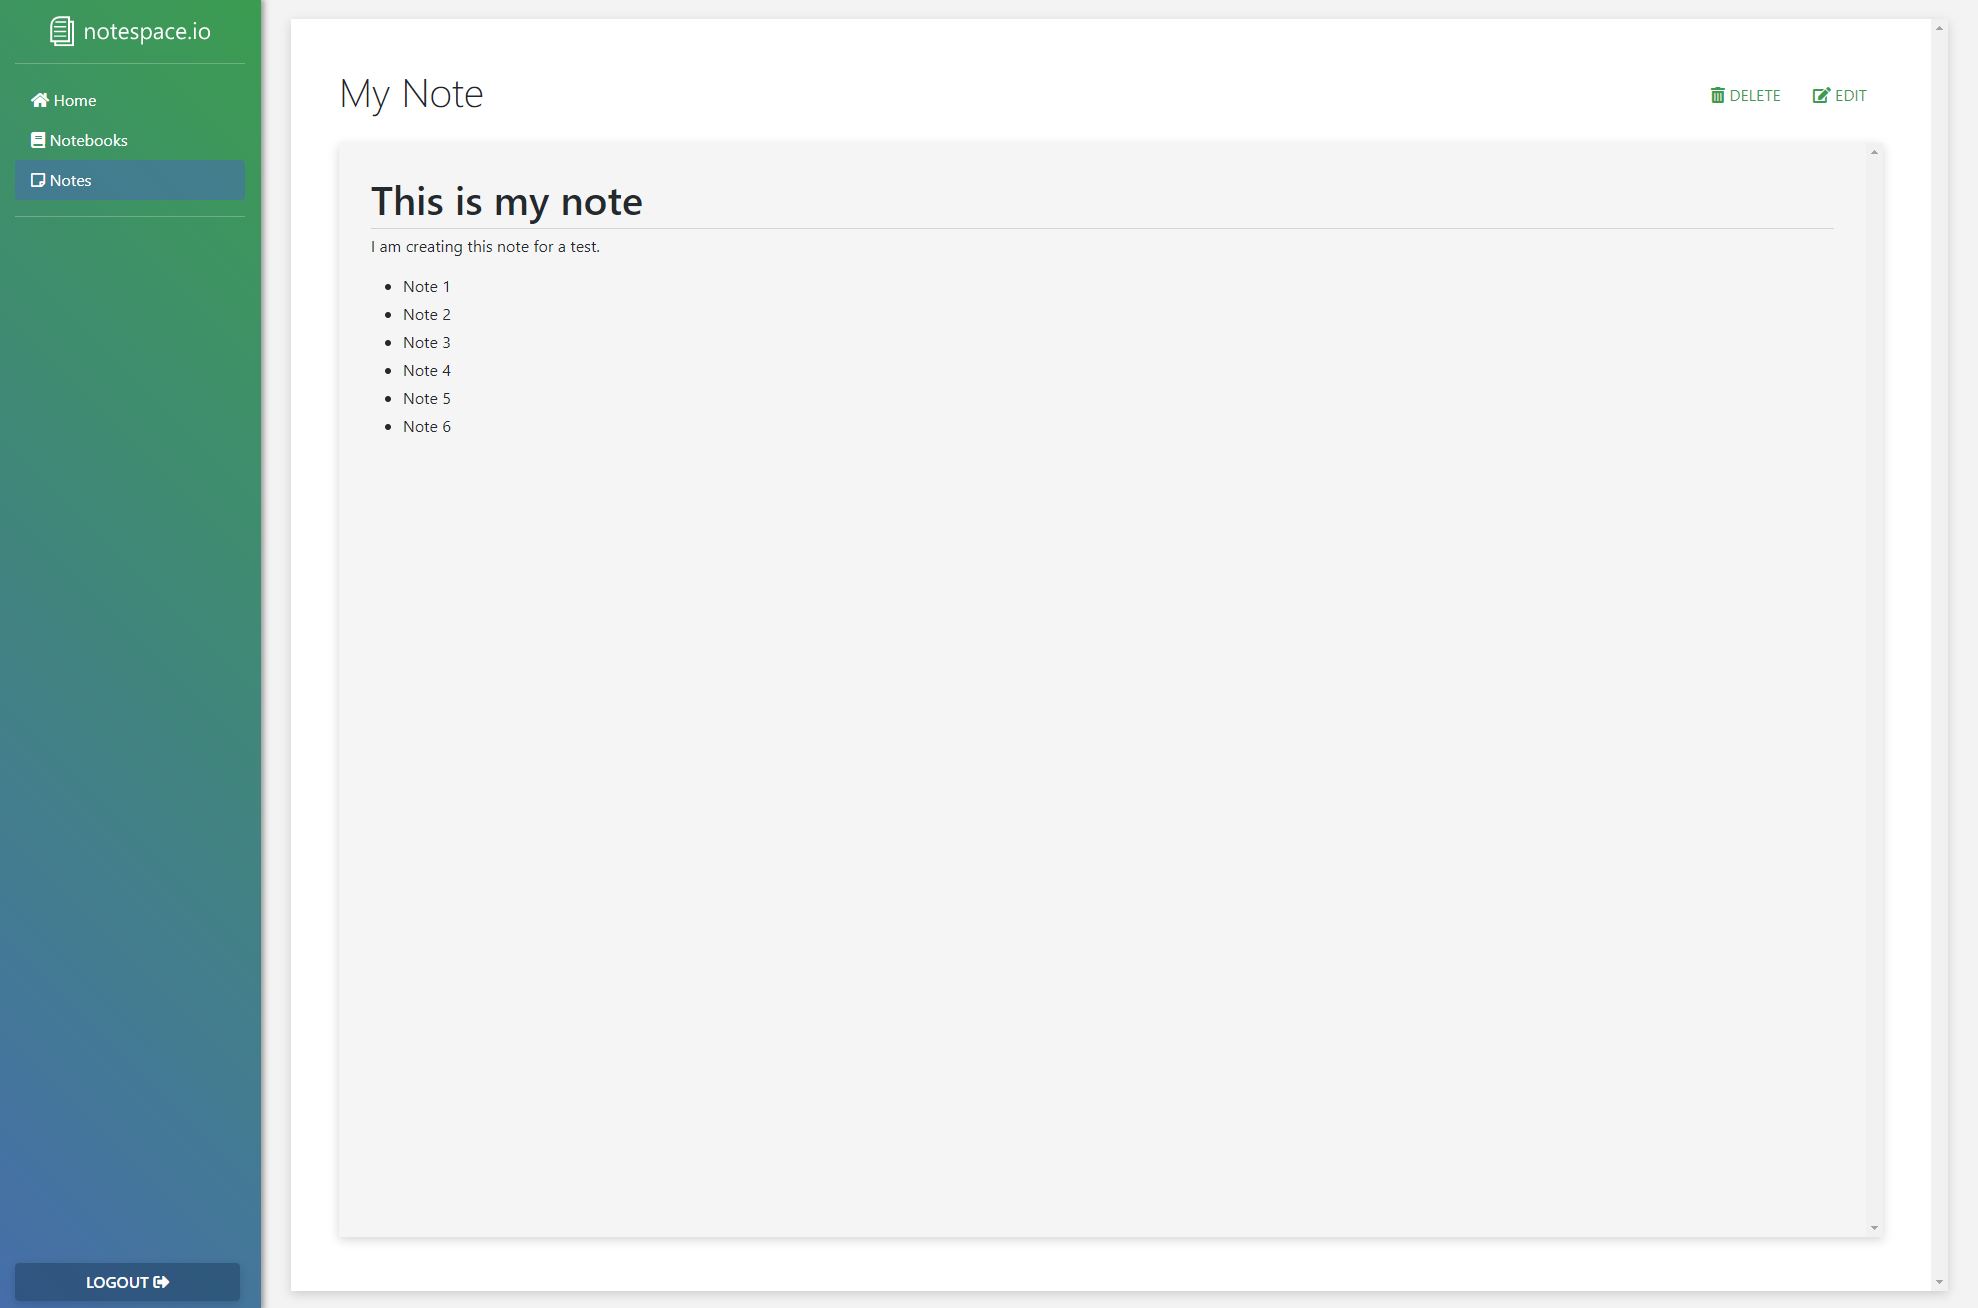 notespace.io
Home
Notebooks
Notes
LOGOUT
My Note
DELETE EDIT
This is my note
I am creating this note for a test.
Note 1
Note 2
Note 3
Note 4
Note 5
Note 6